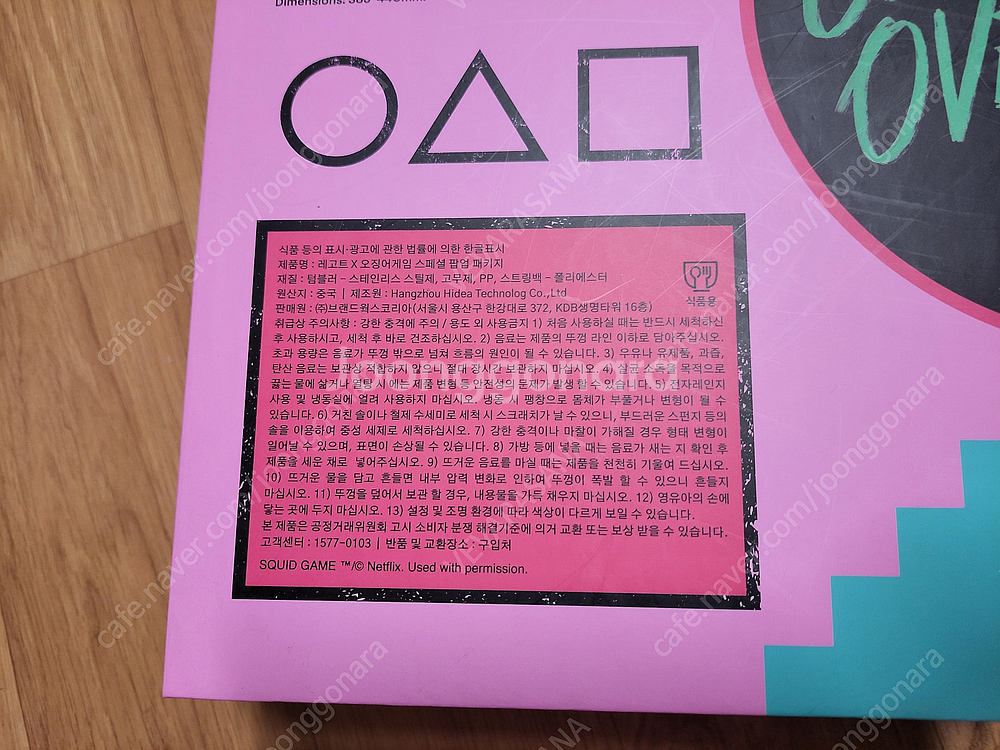 Dimensions:
OV
식품 등의 표시·광고에 관한 법률에 의한 한글표시
제품명 : 레고트 X 오징어게임 스페셜 팝업 패키지
재질 : 텀블러 – 스테인리스 스틸제, 고무제, PP, 스트링백 – 폴리에스터
원산지 : 중국 | 제조원 : Hangzhou Hidea Technolog Co.,Ltd
식품용
판매원 : ㈜브랜드웍스코리아(서울시 용산구 한강대로 372, KDB생명타워 16층)
취급상 주의사항 : 강한 충격에 주의 / 용도 외 사용금지 1) 처음 사용하실 때는 반드시 세척하신
후 사용하시고, 세척 후 바로 건조하십시오. 2) 음료는 제품의 뚜껑 라인 이하로 담아주십시오.
초과 용량은 음료가 뚜껑 밖으로 넘쳐 흐름의 원인이 될 수 있습니다. 3) 우유나 유제품, 과즙,
탄산 음료는 보관상 적합하지 않으니 절대 장시간 보관하지 마십시오. 4) 살균 소독을 목적으로
끓는 물에 삶거나 열탕 시에는 제품 변형 등 안전성의 문제가 발생 할 수 있습니다. 5) 전자레인지
사용 및 냉동실에 얼려 사용하지 마십시오. 냉동 시 팽창으로 몸체가 부풀거나 변형이 될 수
있습니다. 6) 거친 솔이나 철제 수세미로 세척 시 스크래치가 날 수 있으니, 부드러운 스펀지 등의
솔을 이용하여 중성 세제로 세척하십시오. 7) 강한 충격이나 마찰이 가해질 경우 형태 변형이
일어날 수 있으며, 표면이 손상될 수 있습니다. 8) 가방 등에 넣을 때는 음료가 새는 지 확인 후
제품을 세운 채로 넣어주십시오. 9) 뜨거운 음료를 마실 때는 제품을 천천히 기울여 드십시오.
10) 뜨거운 물을 담고 흔들면 내부 압력 변화로 인하여 뚜껑이 폭발 할 수 있으니 흔들지
마십시오. 11) 뚜껑을 덮어서 보관 할 경우, 내용물을 가득 채우지 마십시오. 12) 영유아의 손에
닿는 곳에 두지 마십시오. 13) 설정 및 조명 환경에 따라 색상이 다르게 보일 수 있습니다.
본 제품은 공정거래위원회 고시 소비자 분쟁 해결기준에 의거 교환 또는 보상 받을 수 있습니다.
고객센터 : 1577-0103 | 반품 및 교환장소 : 구입처
SQUID GAME ™/© Netflix. Used with permission.
joonggonara
cafe.naver.com/joonggonara